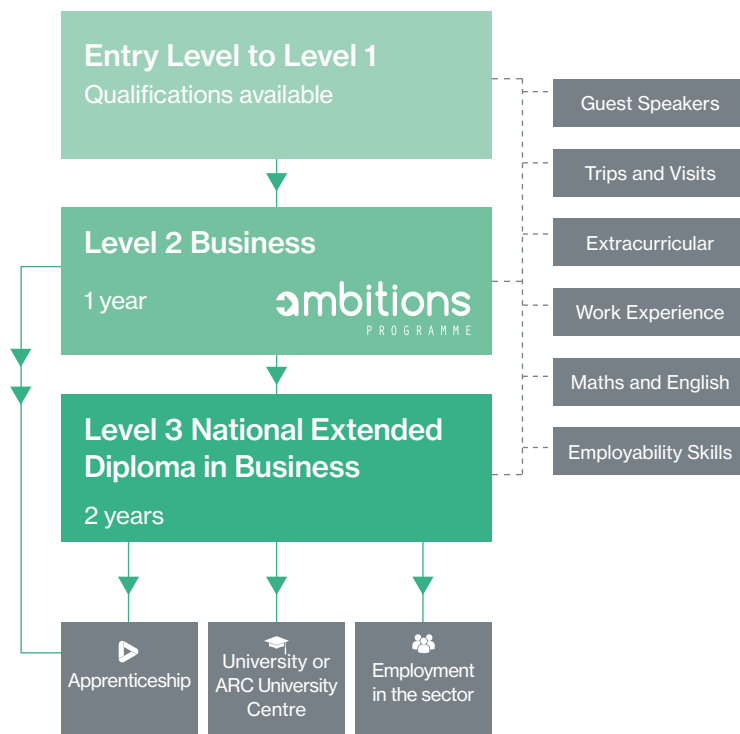 Entry Level to Level 1
Qualifications available
Level 2 Business
1 year
ambitions
PROGRAMME
Level 3 National Extended
Diploma in Business
2 years
Apprenticeship
University or
ARC University
Centre
Employment
in the sector
Guest Speakers
Trips and Visits
Extracurricular
Work Experience
Maths and English
Employability Skills